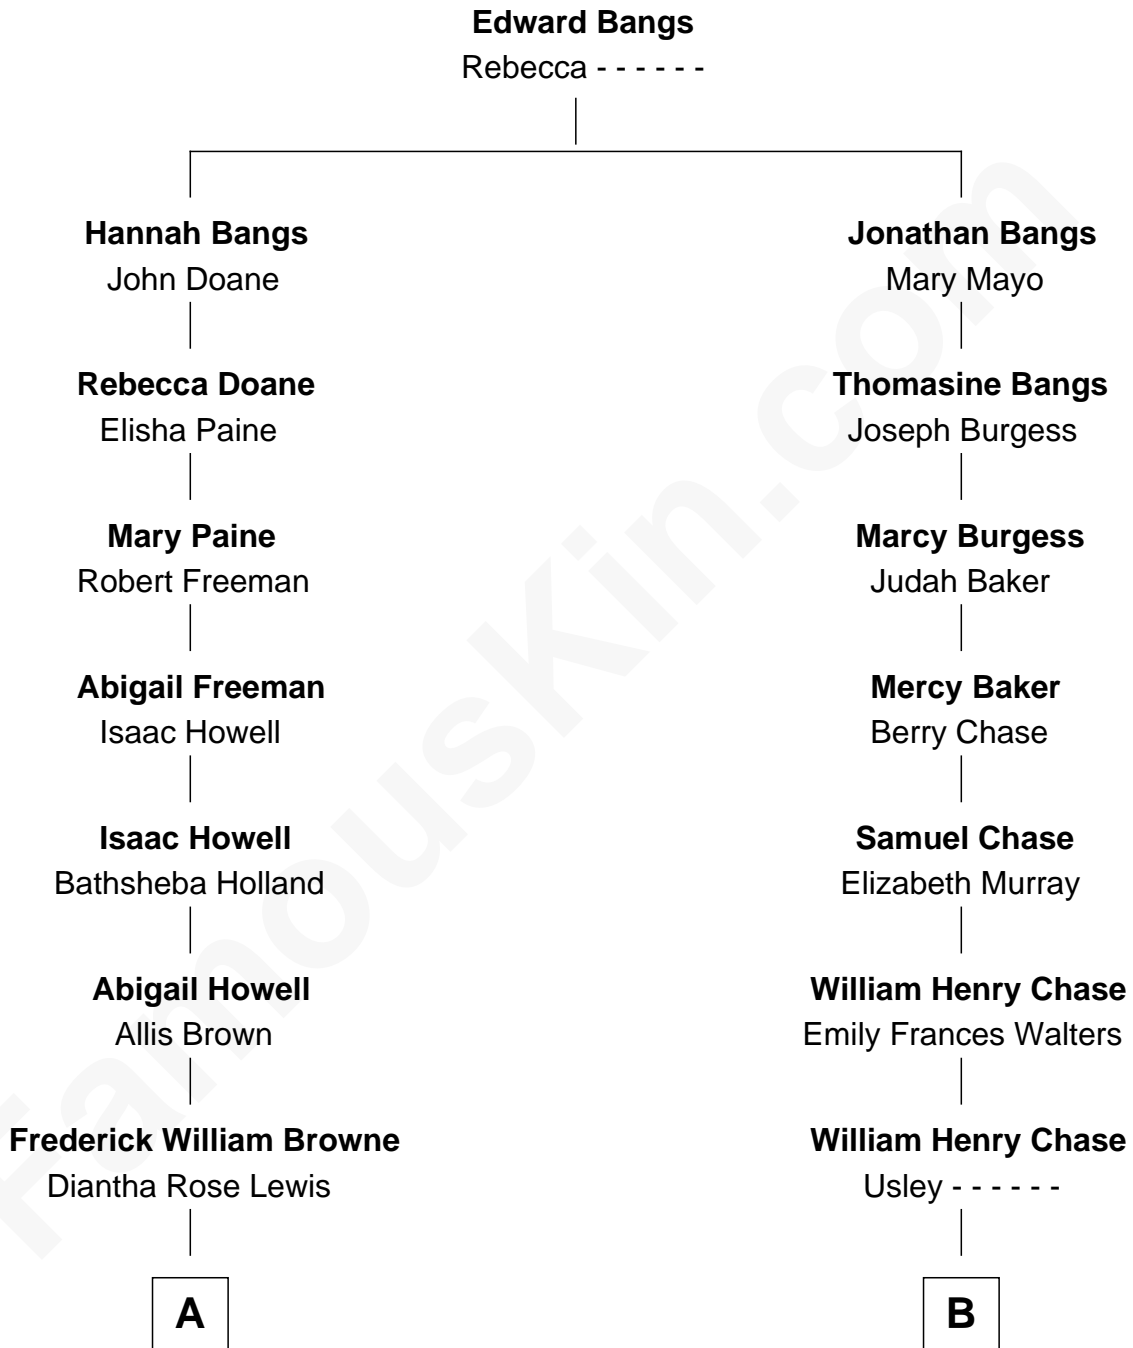 Edward Bangs
Rebecca - - - - - -
Hannah Bangs
John Doane
Jonathan Bangs
Mary Mayo
Rebecca Doane
Elisha Paine
Thomasine Bangs
Joseph Burgess
Mary Paine
Robert Freeman
Marcy Burgess
Judah Baker
Abigail Freeman
Isaac Howell
Mercy Baker
Berry Chase
Isaac Howell
Bathsheba Holland
Samuel Chase
Elizabeth Murray
Abigail Howell
Allis Brown
William Henry Chase
Emily Frances Walters
Frederick William Browne
Diantha Rose Lewis
William Henry Chase
Usley - - - - - -
A
B
FamousKin.com